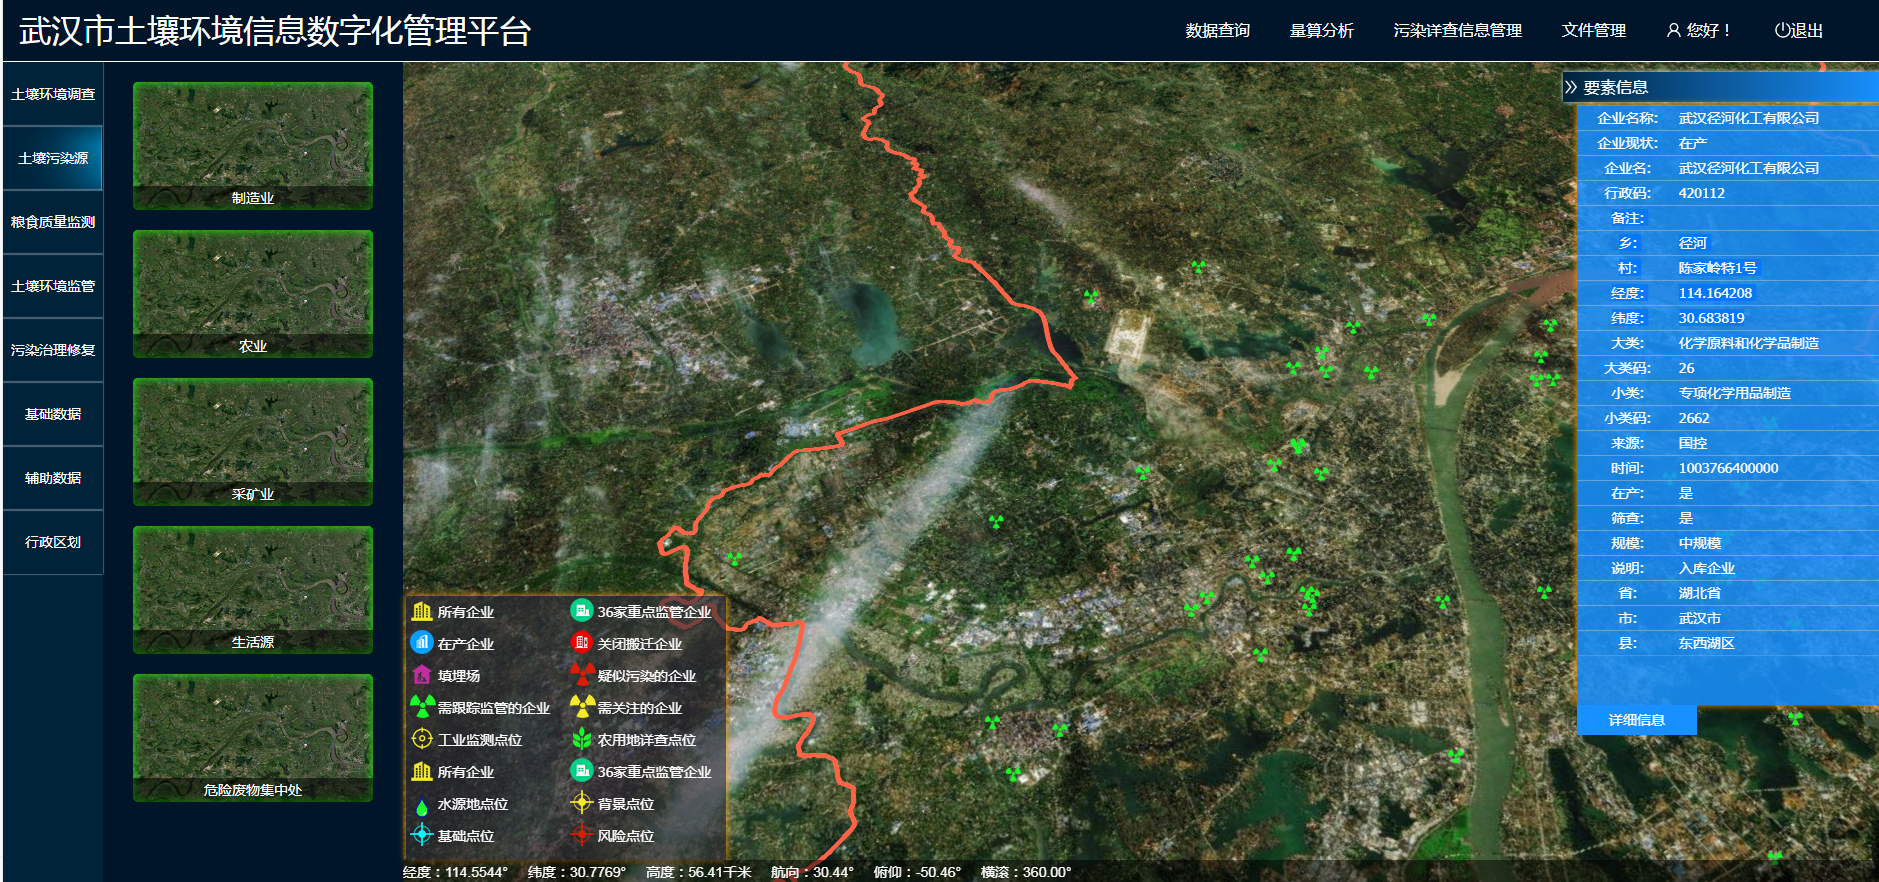 武汉市土壤环境信息数字化管理平台
数据查询 量算分析 污染详查信息管理 文件管理 您好！ 退出
土壤环境调查
土壤污染源
粮食质量监测
土壤环境监管
污染治理修复
基础数据
辅助数据
行政区划
制造业
农业
采矿业
生活源
危险废物集中处
所有企业 36家重点监管企业
在产企业 关闭搬迁企业
填埋场 疑似污染的企业
需跟踪监管的企业 需关注的企业
工业监测点位 农用地详查点位
所有企业 36家重点监管企业
水源地点位 背景点位
基础点位 风险点位
经度：114.5544° 纬度：30.7769° 高度：56.41千米 航向：30.44° 俯仰：-50.46° 横滚：360.00°
要素信息
企业名称: 武汉径河化工有限公司
企业现状: 在产
企业名: 武汉径河化工有限公司
行政码: 420112
备注:
乡: 径河
村: 陈家岭特1号
经度: 114.164208
纬度: 30.683819
大类: 化学原料和化学品制造
大类码: 26
小类: 专项化学用品制造
小类码: 2662
来源: 国控
时间: 1003766400000
在产: 是
筛查: 是
规模: 中规模
说明: 入库企业
省: 湖北省
市: 武汉市
县: 东西湖区
详细信息